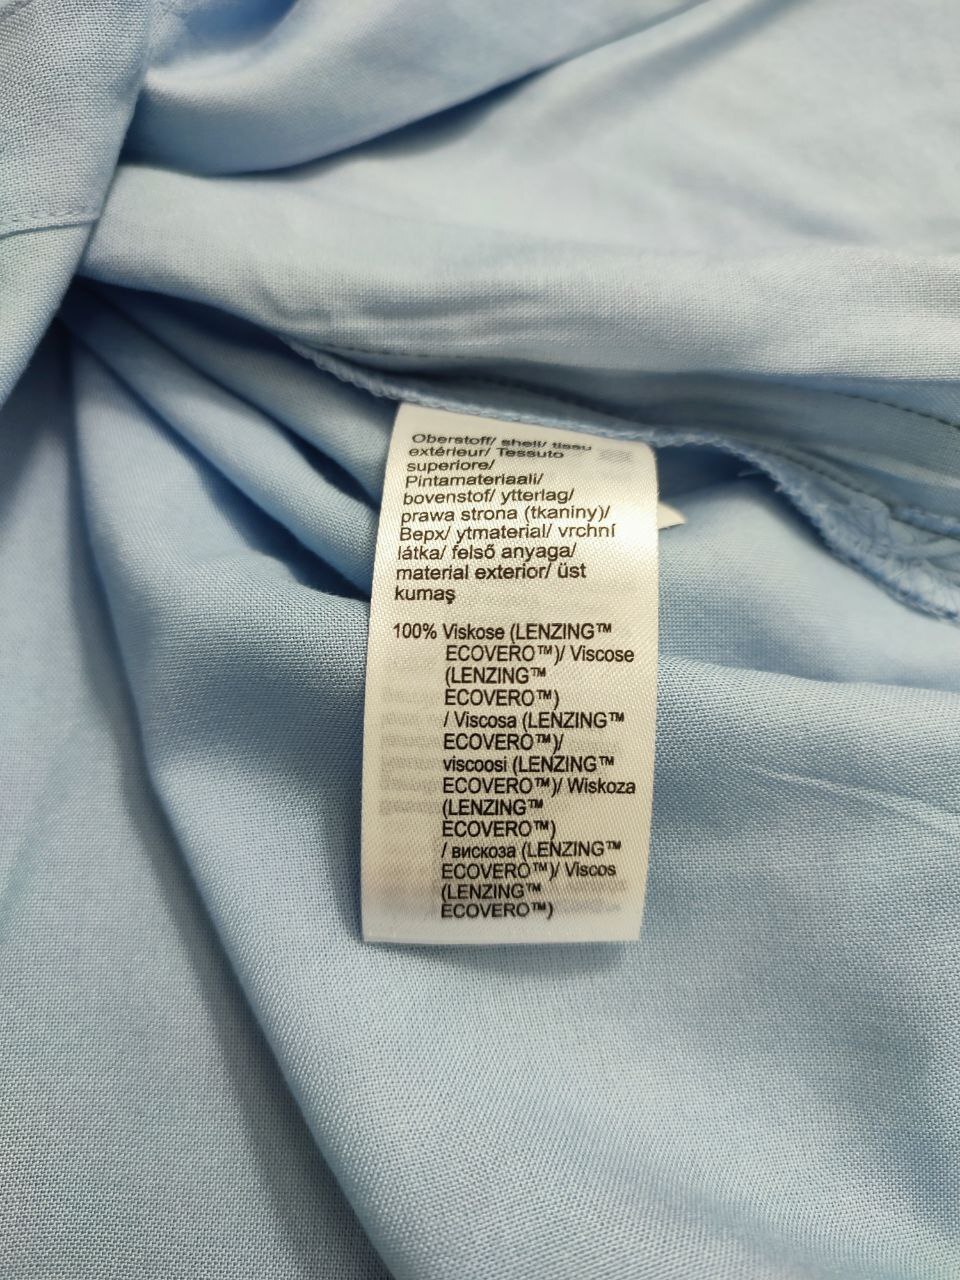 Oberstoff/ shell/ tissu
extérieur/ Tessuto
superiore/
Pintamateriaali/
bovenstof/ ytterlag/
prawa strona (tkaniny)/
Верх/ ytmaterial/ vrchní
látka/ felső anyaga/
material exterior/ üst
kumaş
100% Viskose (LENZING™
ECOVERO™)/ Viscose
(LENZING™
ECOVERO™)
/ Viscosa (LENZING™
ECOVERO™)/
viscoosi (LENZING™
ECOVERO™)/ Wiskoza
(LENZING™
ECOVERO™)
/ вискоза (LENZING™
ECOVERO™)/ Viscos
(LENZING™
ECOVERO™)